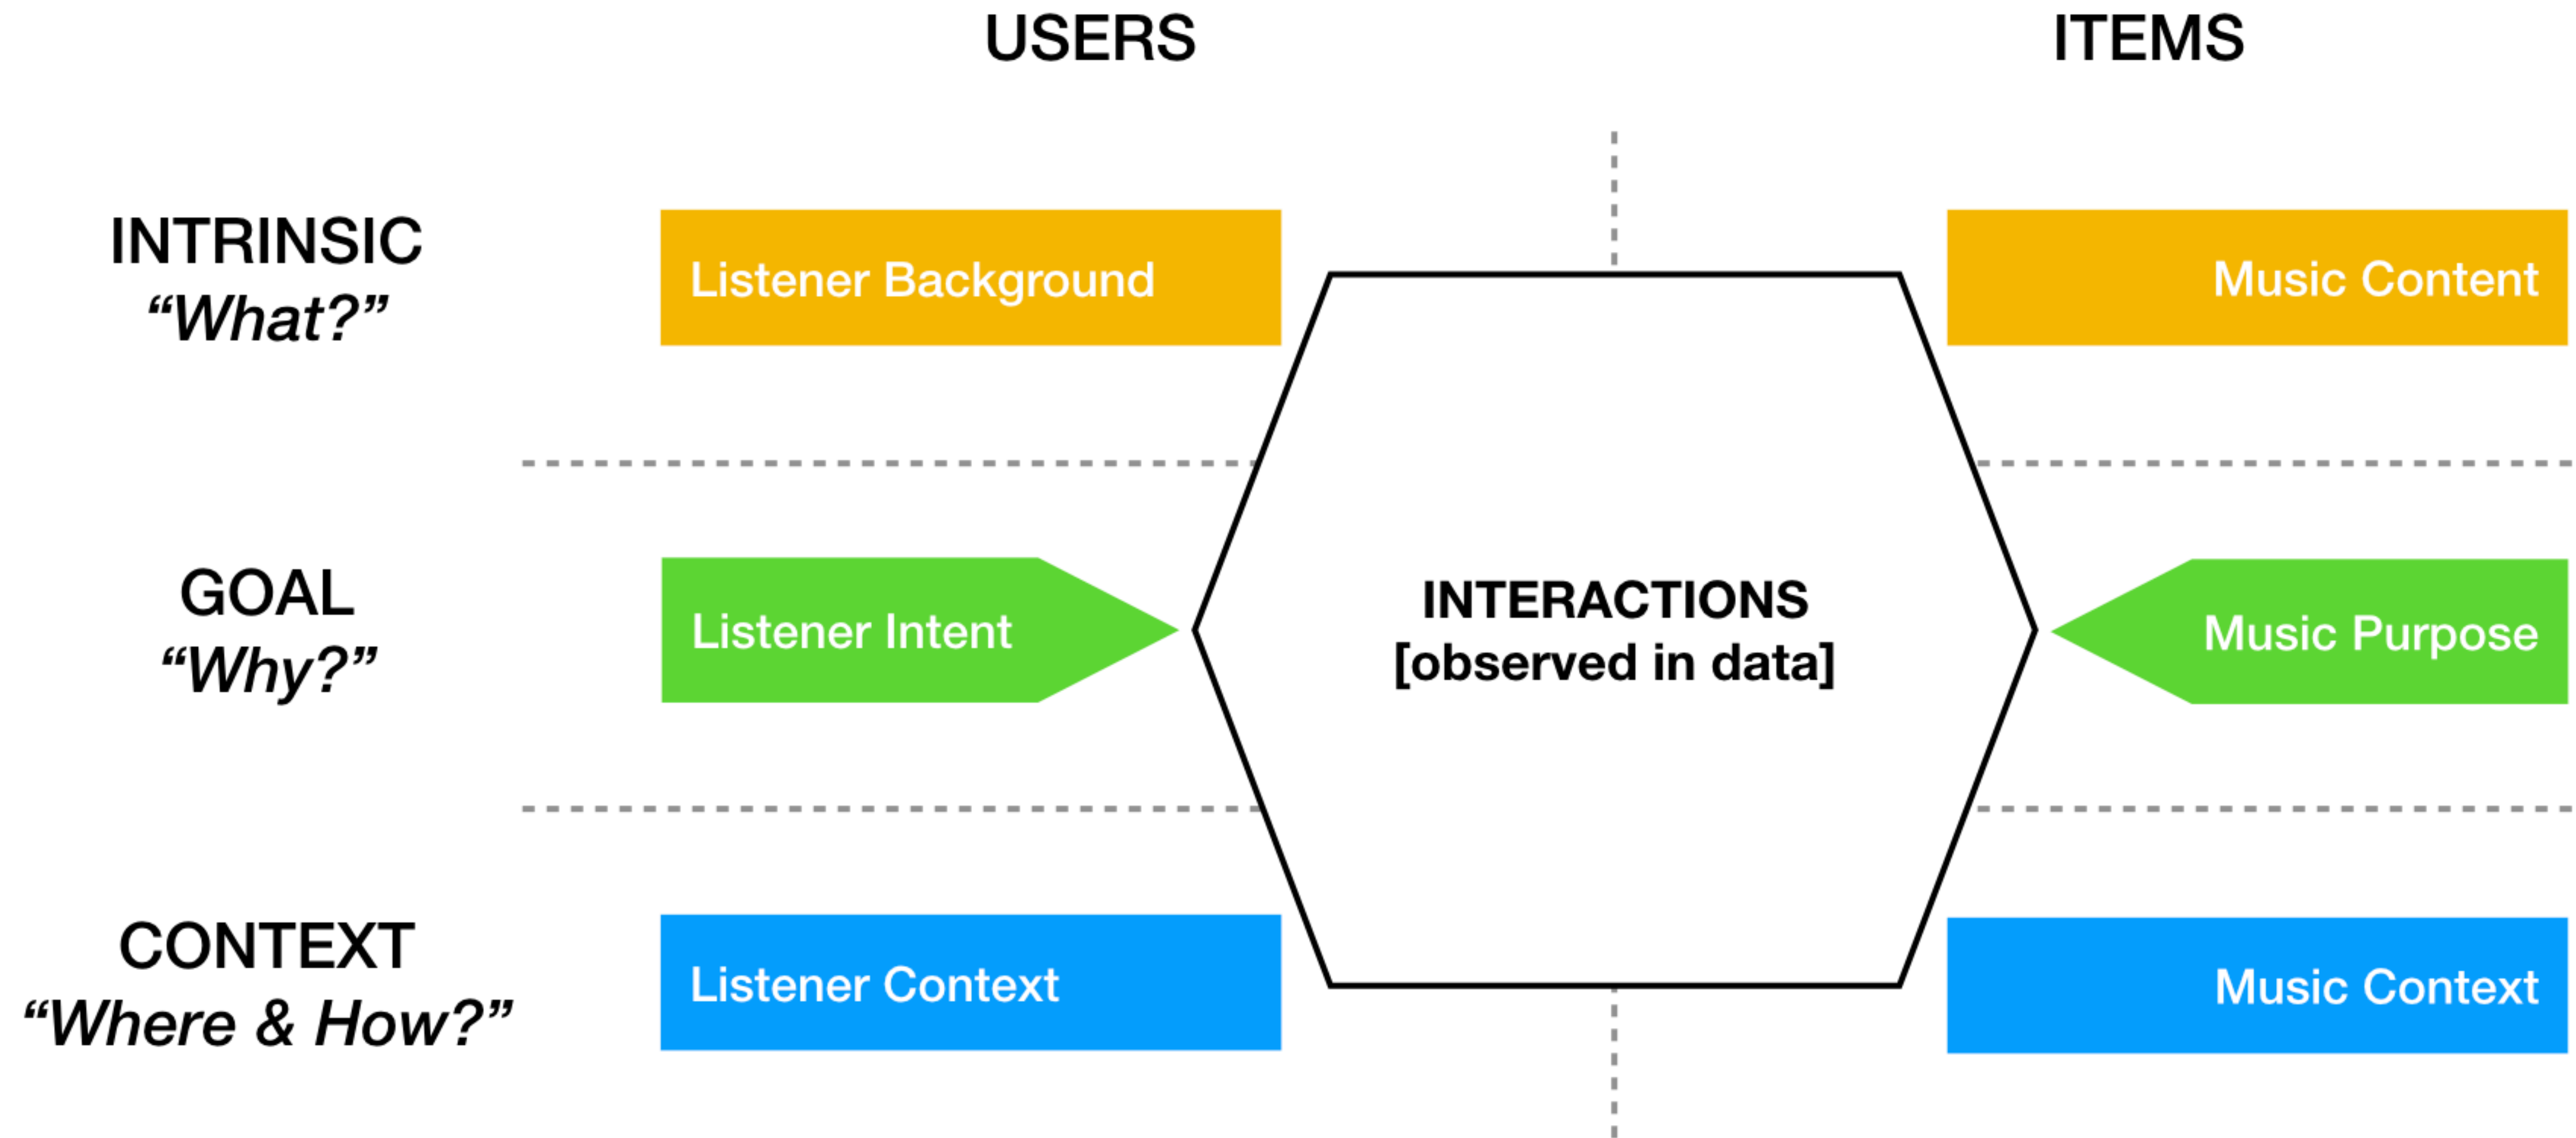 USERS
ITEMS
INTRINSIC
“What?”
Listener Background
Music Content
GOAL
“Why?”
Listener Intent
INTERACTIONS
[observed in data]
Music Purpose
CONTEXT
“Where & How?”
Listener Context
Music Context